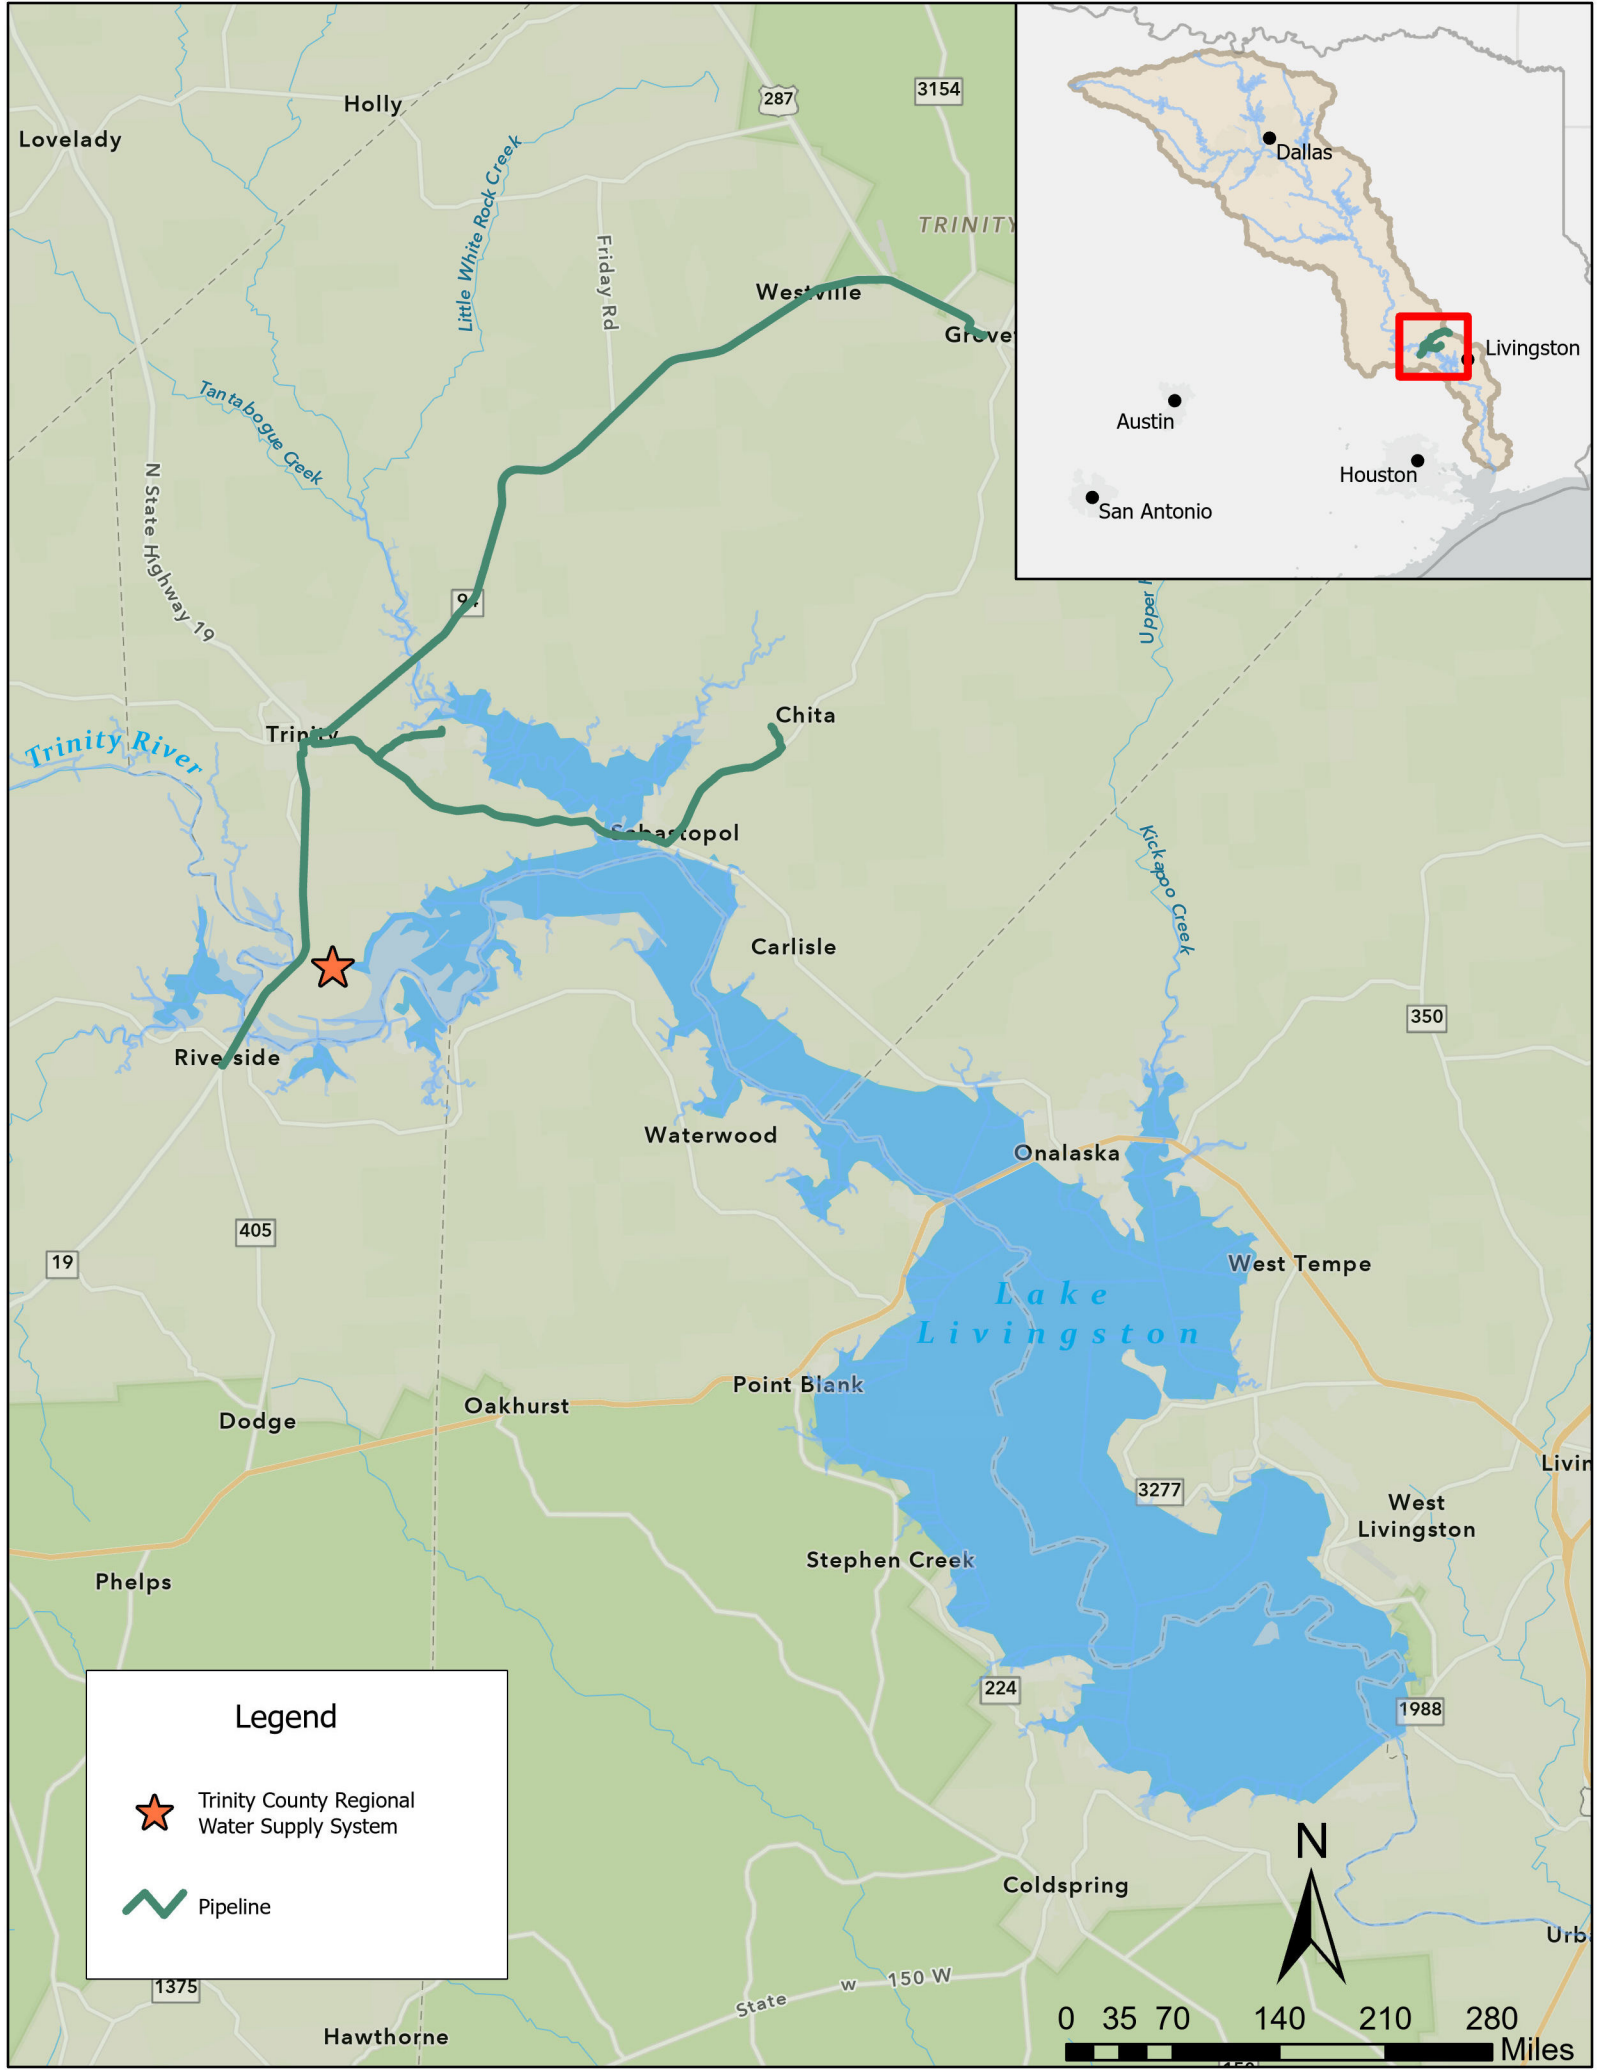 Holly
Lovelady
287
3154
Little White Rock Creek
Friday Rd
TRINITY
Westville
Tantabogue Creek
N State Highway 19
94
Trinity
Chita
Trinity River
Sebastopol
Carlisle
Riverside
Upper
Kickapoo Creek
350
Waterwood
Onalaska
405
19
West Tempe
Lake
Livingston
Point Blank
Oakhurst
Dodge
3277
West
Livingston
Stephen Creek
Phelps
224
1988
Coldspring
State
w
150 W
1375
Hawthorne
Dallas
Livingston
Austin
Houston
San Antonio
Legend
Trinity County Regional
Water Supply System
Pipeline
N
0 35 70 140 210 280
Miles